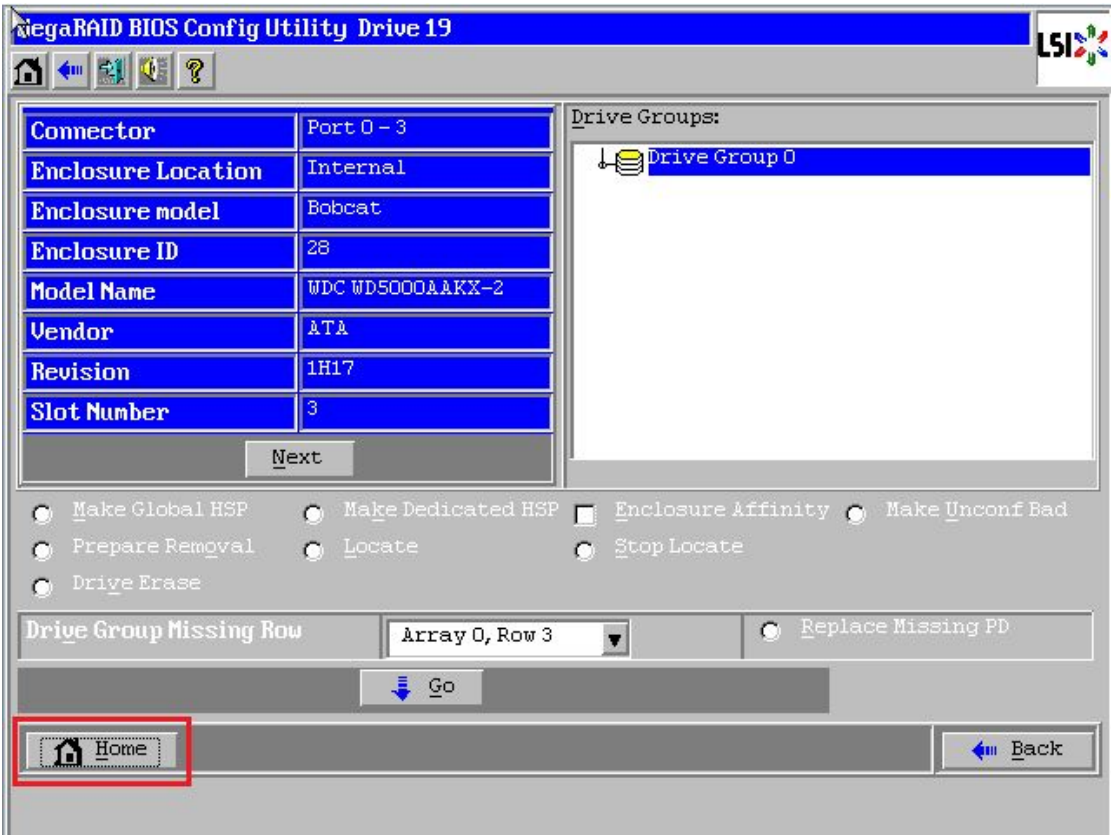 MegaRAID BIOS Config Utility Drive 19
LSI
Connector Port 0 - 3
Enclosure Location Internal
Enclosure model Bobcat
Enclosure ID 28
Model Name WDC WD5000AAKX-2
Vendor ATA
Revision 1H17
Slot Number 3
Next
Drive Groups:
Drive Group 0
Make Global HSP Make Dedicated HSP Enclosure Affinity Make Unconf Bad
Prepare Removal Locate Stop Locate
Drive Erase
Drive Group Missing Row Array 0, Row 3 Replace Missing PD
Go
Home Back